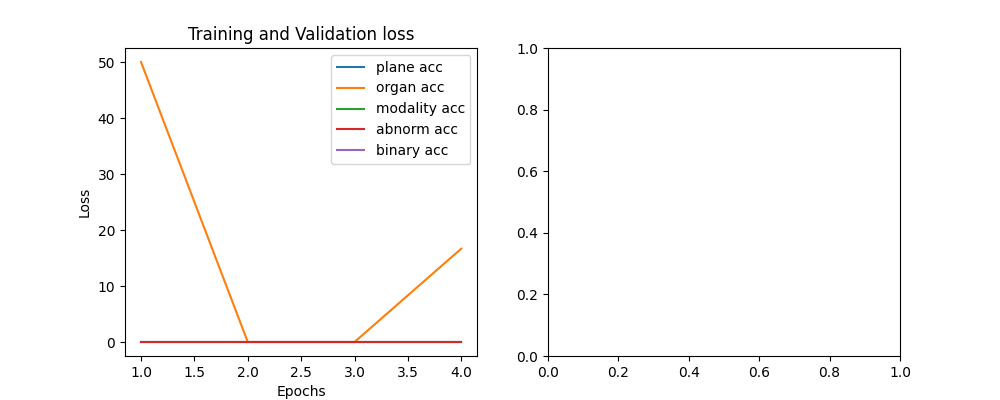 Training and Validation loss
plane acc
organ acc
modality acc
abnorm acc
binary acc
Loss
50
40
30
20
10
0
1.0 1.5 2.0 2.5 3.0 3.5 4.0
Epochs
1.0
0.8
0.6
0.4
0.2
0.0
0.0 0.2 0.4 0.6 0.8 1.0